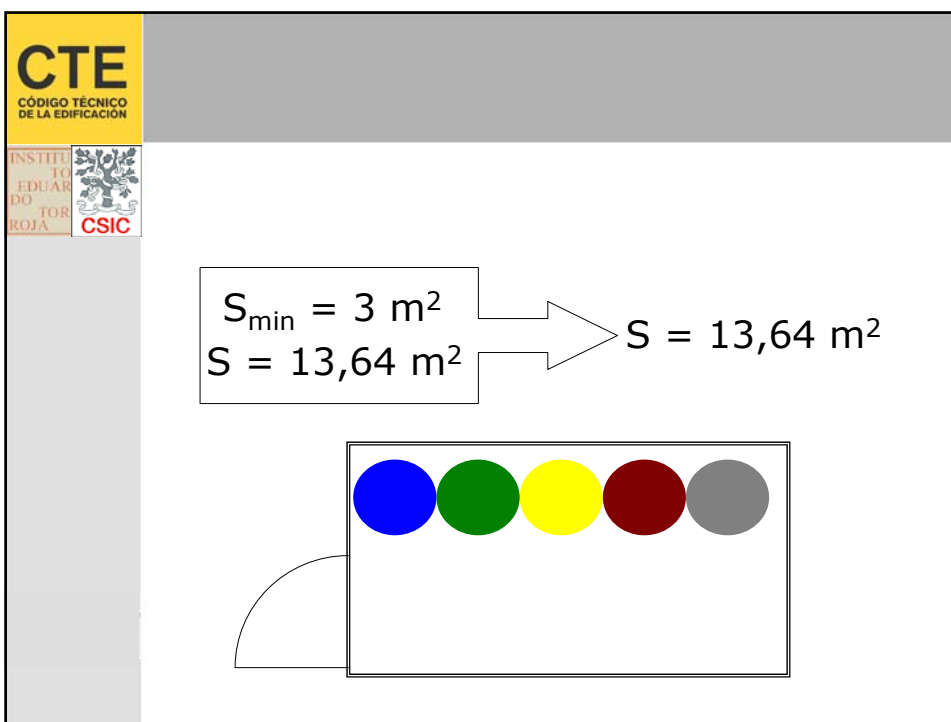 CTE
CÓDIGO TÉCNICO
DE LA EDIFICACIÓN
INSTITU
TO
EDUAR
DO
TOR
ROJA
CSIC
Smin = 3 m²
S = 13,64 m²
S = 13,64 m²